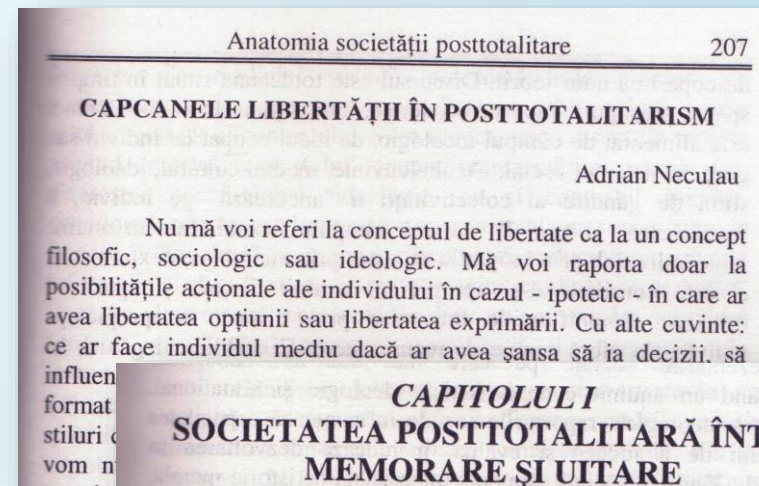 Anatomia societății posttotalitare 207
CAPCANELE LIBERTĂȚII ÎN POSTTOTALITARISM
Adrian Neculau
Nu mă voi referi la conceptul de libertate ca la un concept
filosofic, sociologic sau ideologic. Mă voi raporta doar la
posibilitățile acționale ale individului în cazul - ipotetic - în care ar
avea libertatea opțiunii sau libertatea exprimării. Cu alte cuvinte:
ce ar face individul mediu dacă ar avea șansa să ia decizii. să
influen
format
stiluri
vom
CAPITOLUL I
SOCIETATEA POSTTOTALITARĂ ÎNT
MEMORARE ȘI UITARE